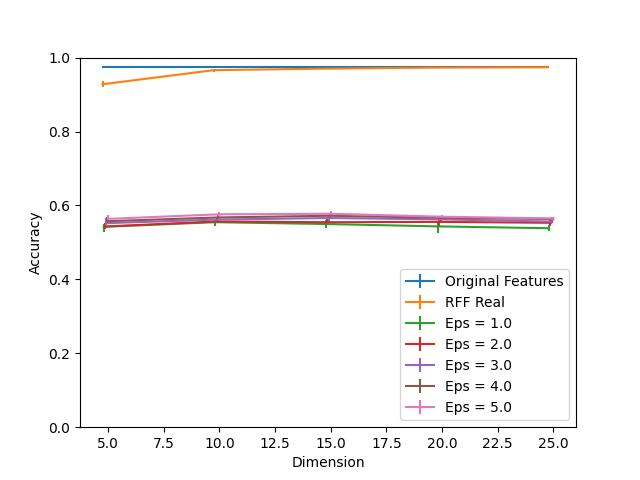 1.0
0.8
0.6
0.4
0.2
0.0
Accuracy
Original Features
RFF Real
Eps = 1.0
Eps = 2.0
Eps = 3.0
Eps = 4.0
Eps = 5.0
5.0 7.5 10.0 12.5 15.0 17.5 20.0 22.5 25.0
Dimension